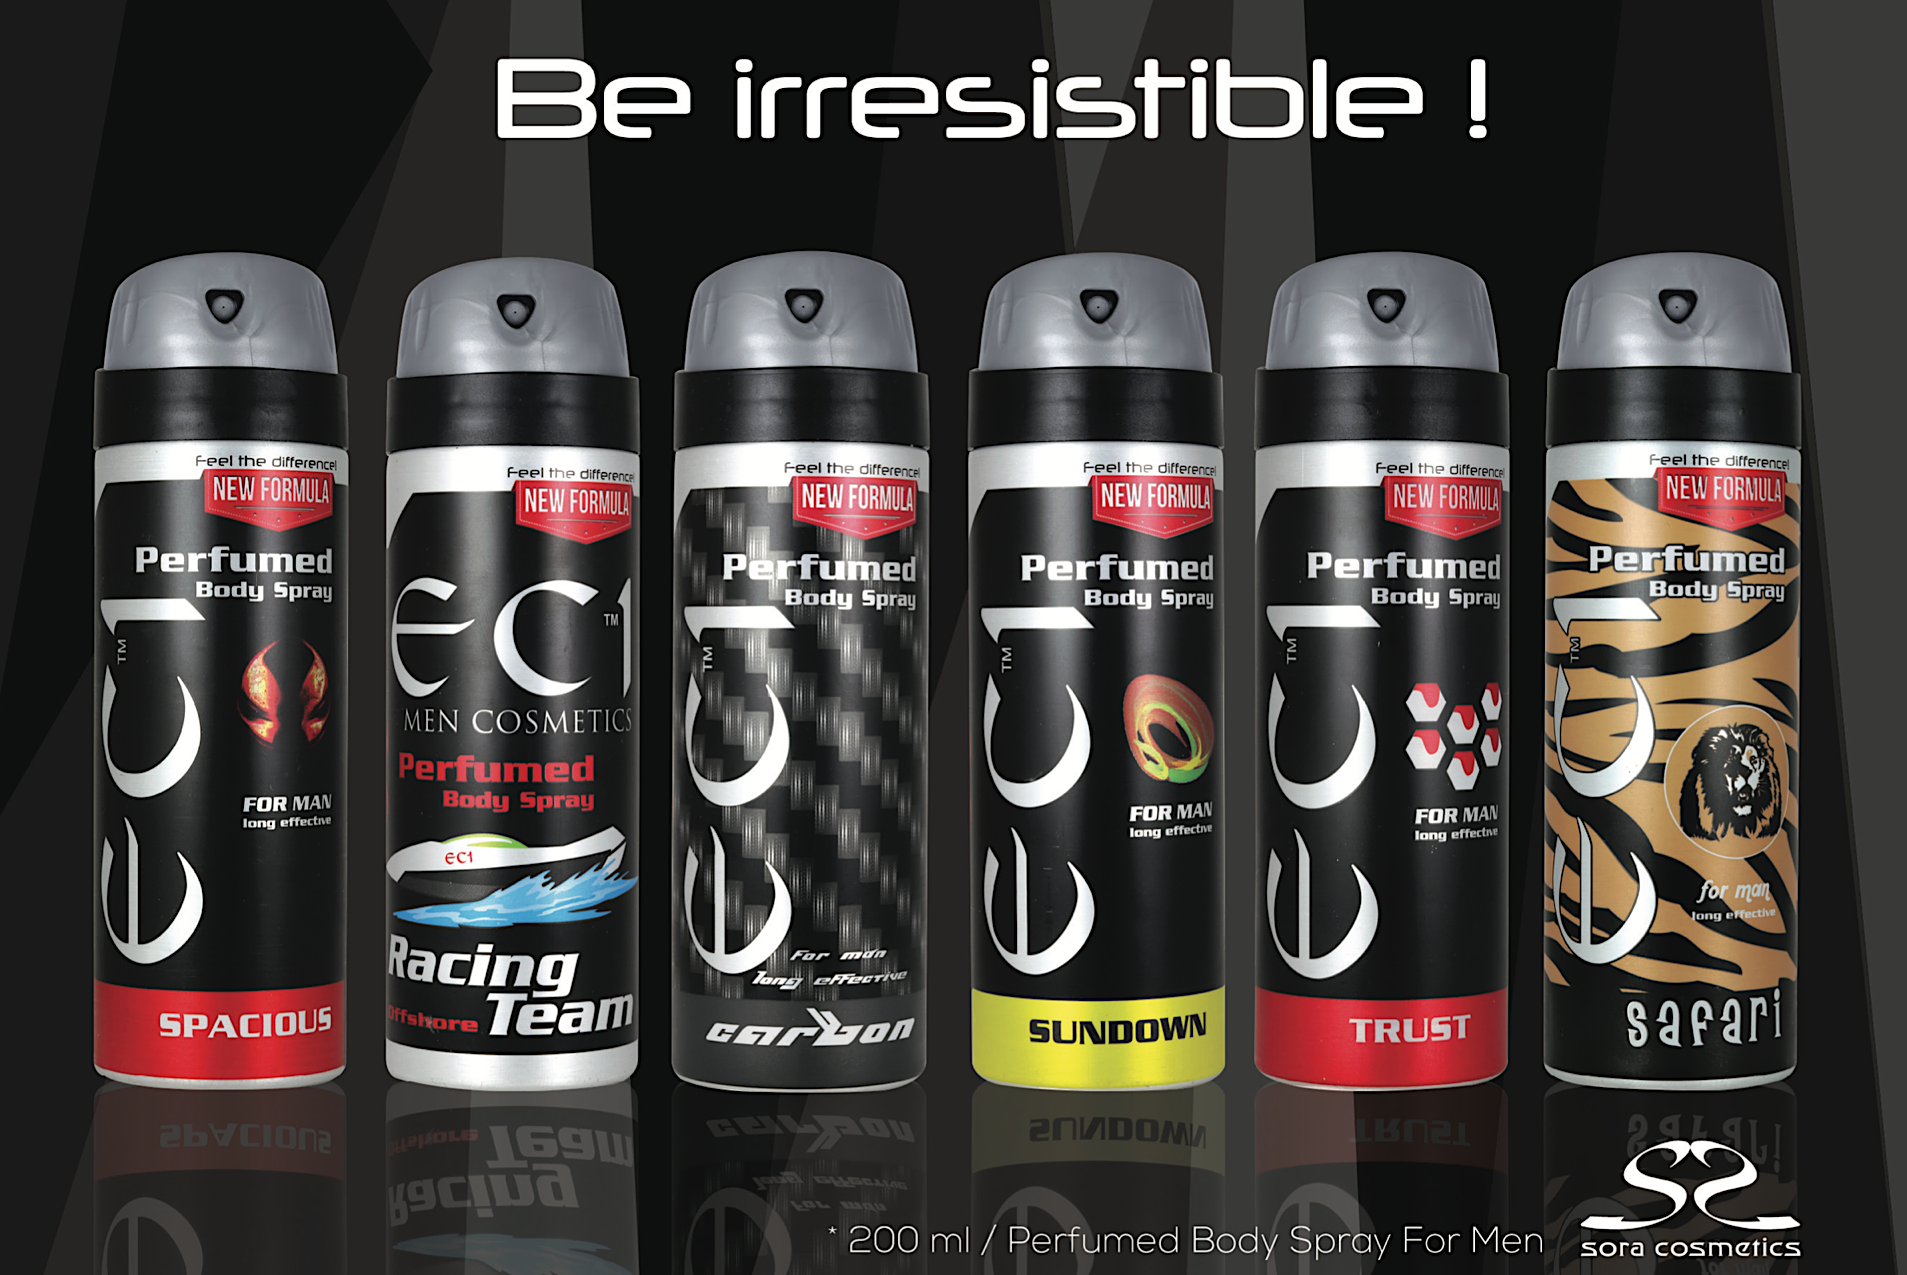 Be irresistible !
Feel the difference!
NEW FORMULA
Perfumed
Body Spray
ec1
TM
FOR MAN
long effective
SPACIOUS
Feel the difference!
NEW FORMULA
EC1
TM
MEN COSMETICS
Perfumed
Body Spray
EC1
Racing
Offshore Team
Feel the difference!
NEW FORMULA
Perfumed
Body Spray
ec1
TM
For man
long effective
carbon
Feel the difference!
NEW FORMULA
Perfumed
Body Spray
ec1
TM
FOR MAN
long effective
SUNDOWN
Feel the difference!
NEW FORMULA
Perfumed
Body Spray
ec1
TM
FOR MAN
long effective
TRUST
Feel the difference!
NEW FORMULA
Perfumed
Body Spray
ec1
TM
for man
long effective
safari
* 200 ml / Perfumed Body Spray For Men
sora cosmetics